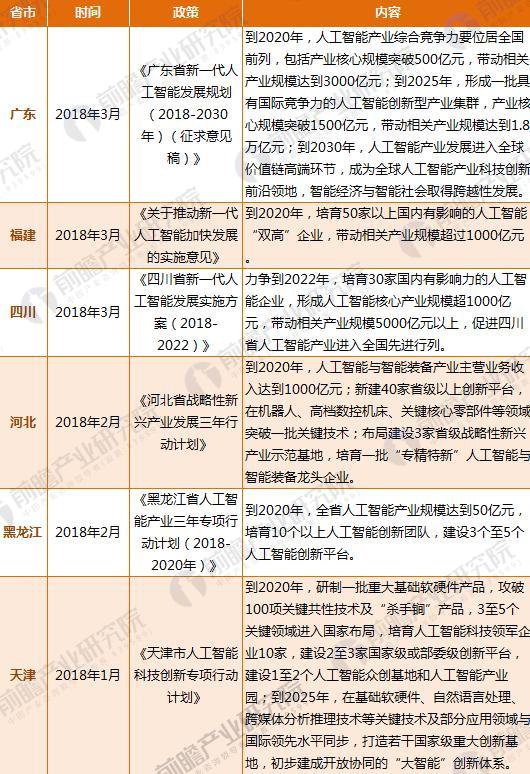 省市 时间 政策 内容
广东
2018年3月
《广东省新一代人
工智能发展规划
（2018-2030
年）（征求意见
稿）》
到2020年，人工智能产业综合竞争力要位居全国
前列，包括产业核心规模突破500亿元，带动相关
产业规模达到3000亿元；到2025年，形成一批具
有国际竞争力的人工智能创新型产业集群，产业核
心规模突破1500亿元，带动相关产业规模达到1.8
万亿元；到2030年，人工智能产业发展进入全球
价值链高端环节，成为全球人工智能产业科技创新
前沿领地，智能经济与智能社会取得跨越性发展。
福建
2018年3月
《关于推动新一代
人工智能加快发展
的实施意见》
到2020年，培育50家以上国内有影响的人工智能
“双高”企业，带动相关产业规模超过1000亿元
。
四川
2018年3月
《四川省新一代人
工智能发展实施方
案（2018-
2022）》
力争到2022年，培育30家国内有影响力的人工智
能企业，形成人工智能核心产业规模超1000亿
元，带动相关产业规模5000亿元以上，促进四川
省人工智能产业进入全国先进行列。
河北
2018年2月
《河北省战略性新
兴产业发展三年行
动计划》
到2020年，人工智能与智能装备产业主营业务收
入达到1000亿元；新建40家省级以上创新平台，
在机器人、高档数控机床、关键核心零部件等领域
突破一批关键技术；布局建设3家省级战略性新兴
产业示范基地，培育一批“专精特新”人工智能与
智能装备龙头企业。
黑龙江
2018年2月
《黑龙江省人工智
能产业三年专项行
动计划（2018-
2020年）》
到2020年，全省人工智能产业规模达到50亿元，
培育10个以上人工智能创新团队，建设3个至5个
人工智能创新平台。
天津
2018年1月
《天津市人工智能
科技创新专项行动
计划》
到2020年，研制一批重大基础软硬件产品，攻破
100项关键共性技术及“杀手锏”产品，3至5个
关键领域进入国家布局，培育人工智能科技领军企
业10家，建设2至3家国家级或部委级创新平台，
建设1至2个人工智能众创基地和人工智能产业
园；到2025年，在基础软硬件、自然语言处理、
跨媒体分析推理技术等关键技术及部分应用领域与
国际领先水平同步，打造若干国家级重大创新基
地，初步建成开放协同的“大智能”创新体系。
前瞻产业研究院